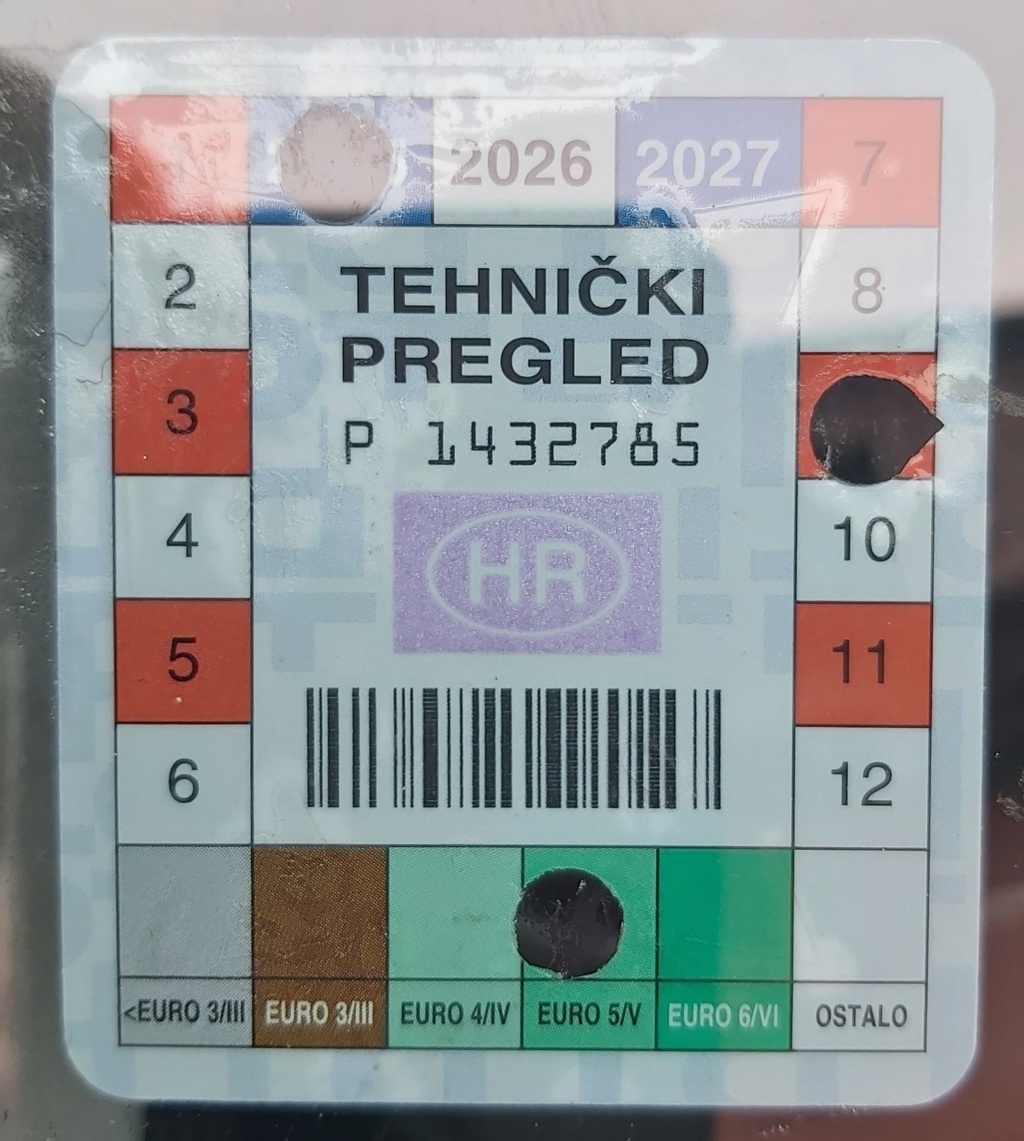 2026 2027 7
2 8
TEHNIČKI
PREGLED
3
P 1432785
4 10
HR
5 11
6 12
<EURO 3/III EURO 3/III EURO 4/IV EURO 5/V EURO 6/VI OSTALO